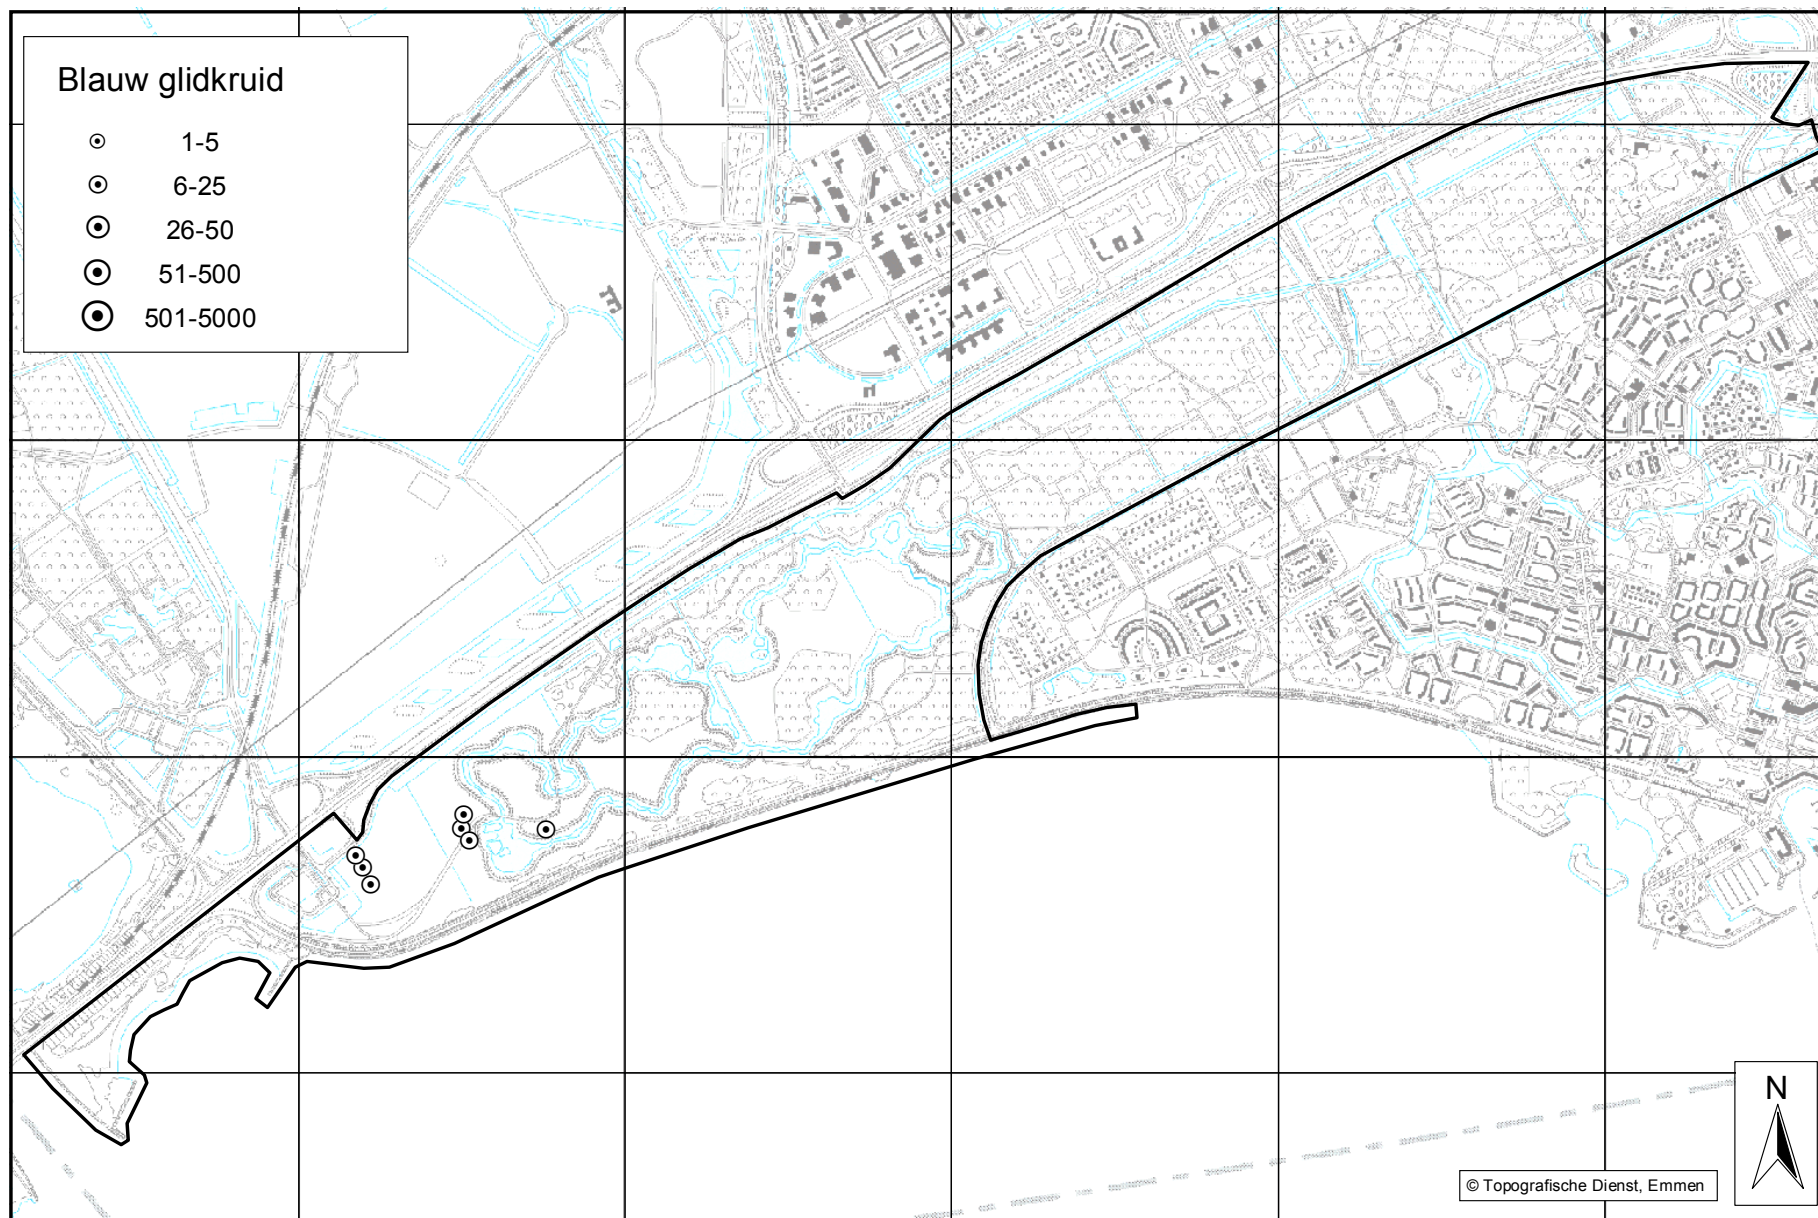 Blauw glidkruid
1-5
6-25
26-50
51-500
501-5000
N
© Topografische Dienst, Emmen